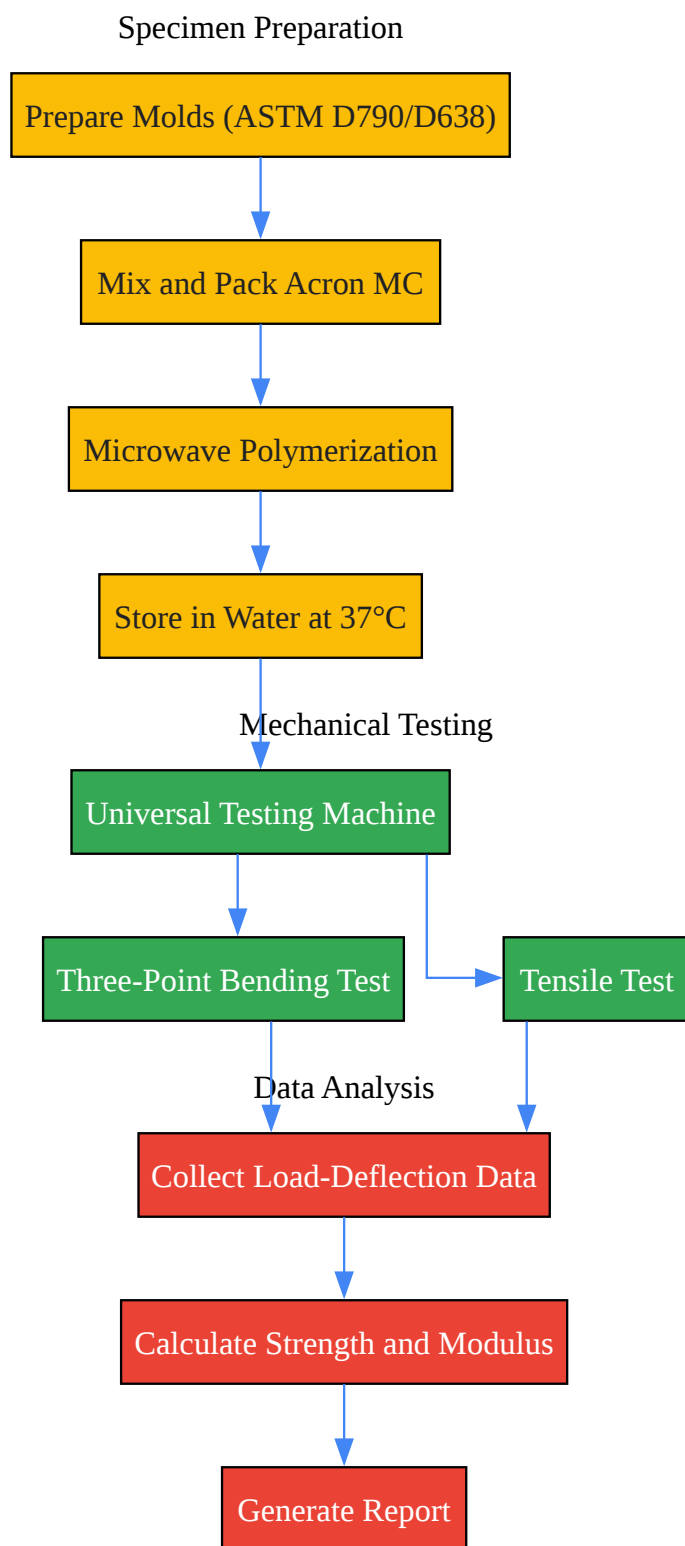 Specimen Preparation
Prepare Molds (ASTM D790/D638)
Mix and Pack Acron MC
Microwave Polymerization
Store in Water at 37°C
Mechanical Testing
Universal Testing Machine
Three-Point Bending Test
Tensile Test
Data Analysis
Collect Load-Deflection Data
Calculate Strength and Modulus
Generate Report